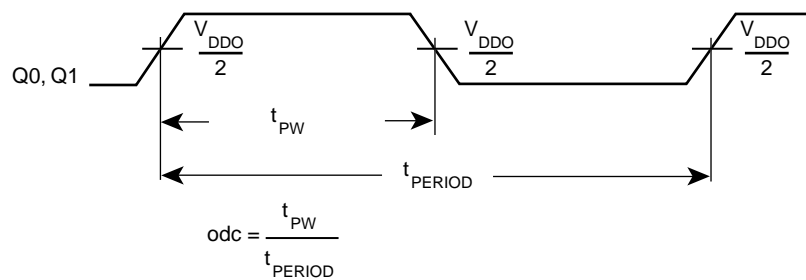 V_DDO/2 V_DDO/2 V_DDO/2
Q0, Q1
t_PW
t_PERIOD
odc = t_PW/t_PERIOD